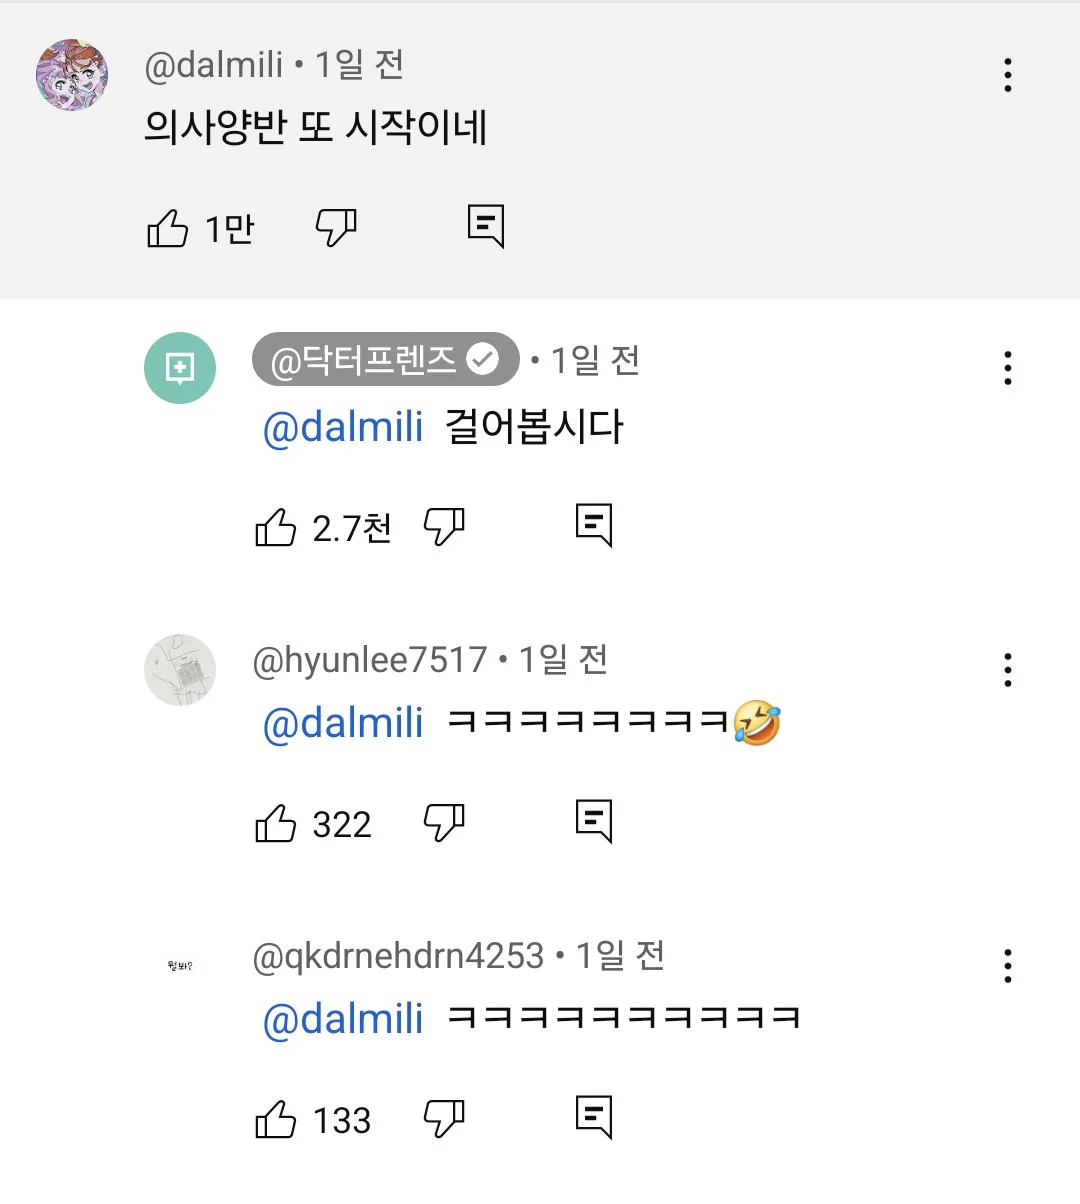 @dalmili • 1일 전
의사양반 또 시작이네
1만
@닥터프렌즈 • 1일 전
@dalmili 걸어봅시다
2.7천
@hyunlee7517 • 1일 전
@dalmili ㅋㅋㅋㅋㅋㅋㅋㅋ🤣
322
뭘봐?
@qkdrnehdrn4253 • 1일 전
@dalmili ㅋㅋㅋㅋㅋㅋㅋㅋㅋㅋ
133